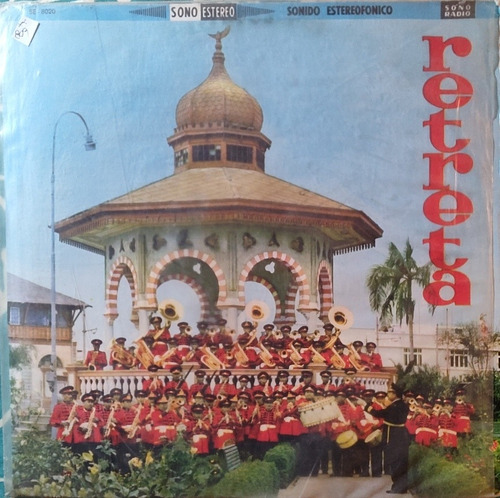 SONO ESTEREO SONIDO ESTEREOFONICO
SONO
RADIO
retreta